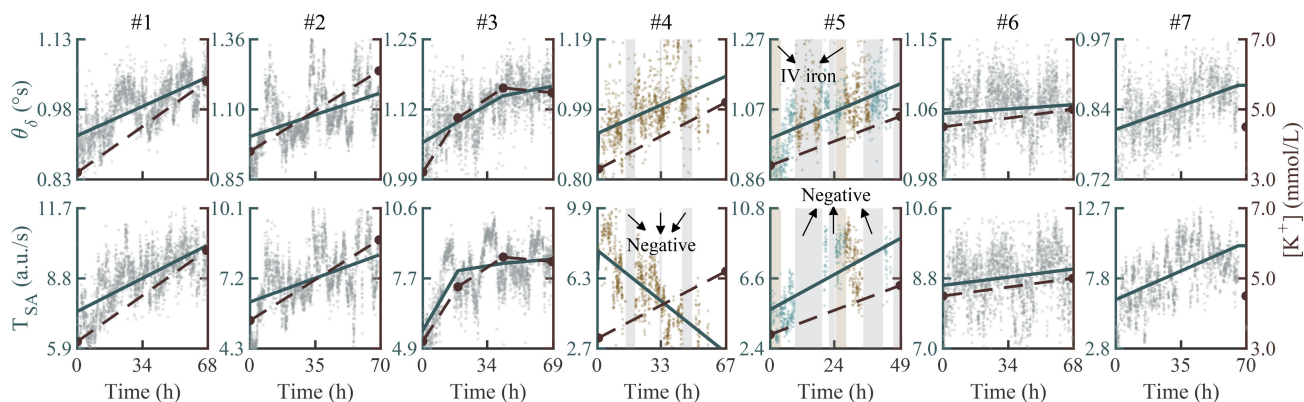 #1 #2 #3 #4 #5 #6 #7
1.13 1.36 1.25 1.19 1.27 1.15 0.97 7.0
IV iron
θδ (°s) 0.98 1.10 1.12 0.99 1.07 1.06 0.84 5.0
0.83 0.85 0.99 0.80 0.86 0.98 0.72 3.0
[K+] (mmol/L)
Negative
11.7 10.1 10.6 9.9 10.8 10.6 12.7 7.0
Negative
TSA (a.u./s) 8.8 7.2 7.7 6.3 6.6 8.8 7.8 5.0
5.9 4.3 4.9 2.7 2.4 7.0 2.8 3.0
0 34 68 0 35 70 0 34 69 0 33 67 0 24 49 0 34 68 0 35 70
Time (h) Time (h) Time (h) Time (h) Time (h) Time (h) Time (h)